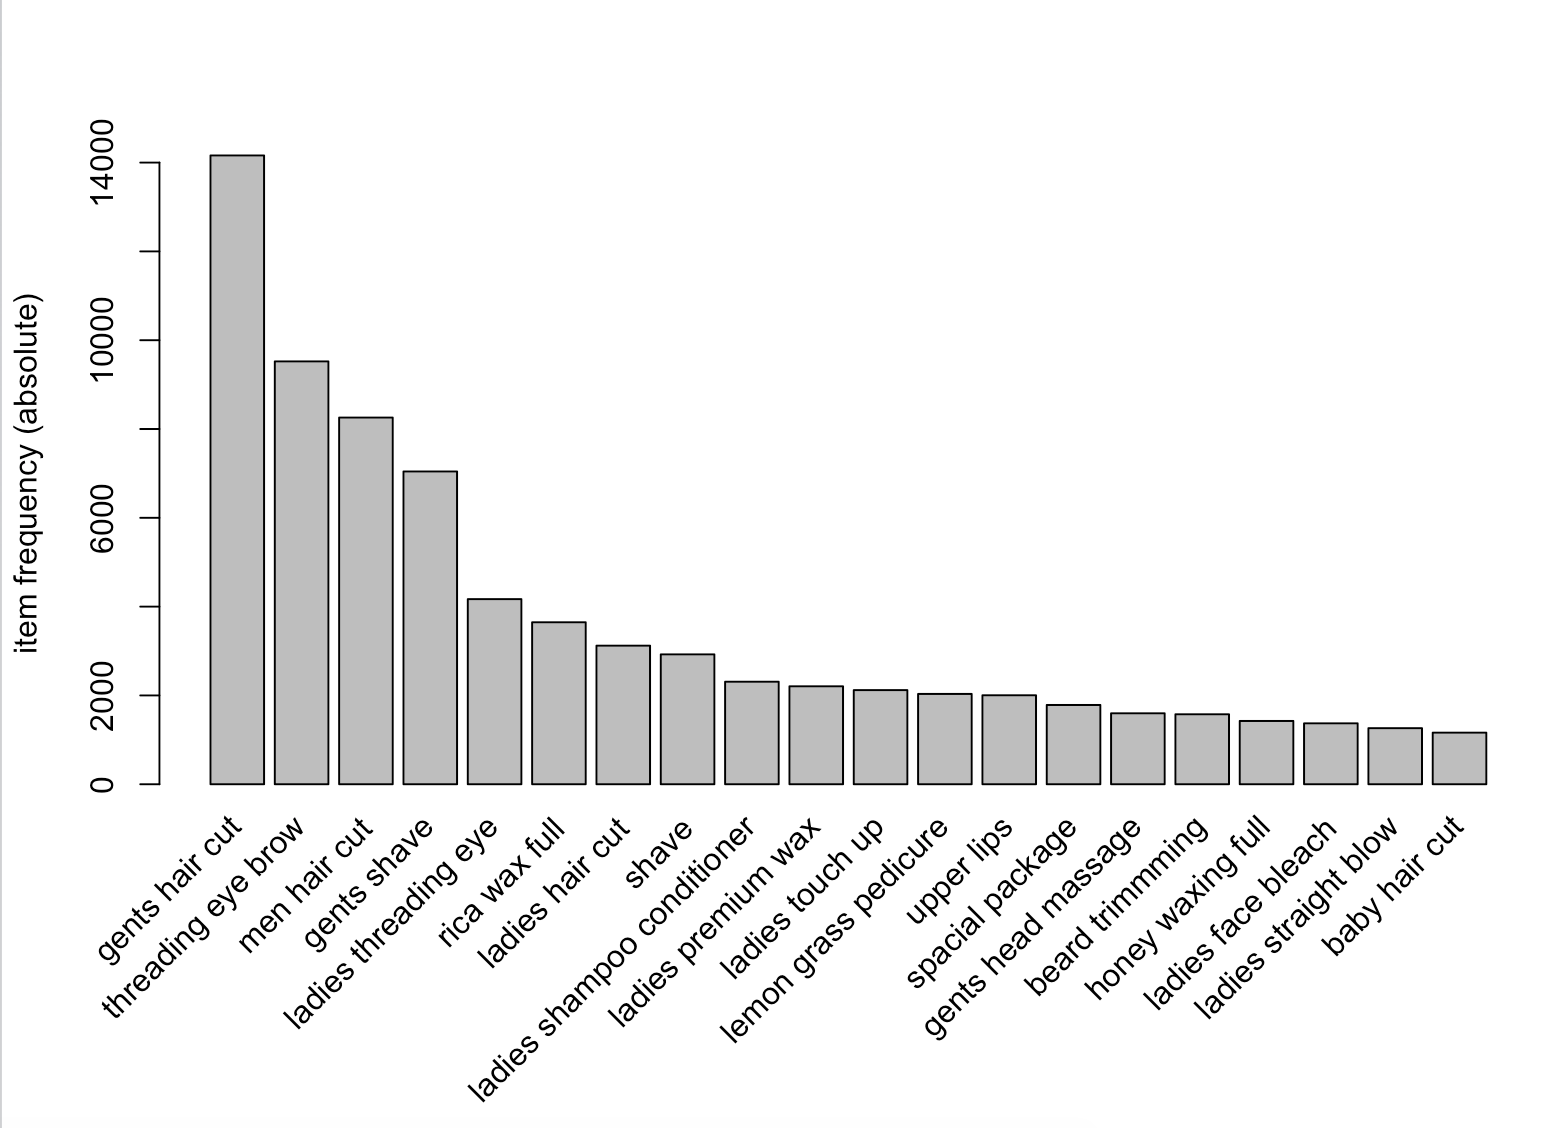 item frequency (absolute)
14000
10000
6000
2000
0
gents hair cut
threading eye brow
men hair cut
gents shave
ladies threading eye
rica wax full
ladies hair cut
shave
ladies shampoo conditioner
ladies premium wax
ladies touch up
lemon grass pedicure
upper lips
spacial package
gents head massage
beard trimmming
honey waxing full
ladies face bleach
ladies straight blow
baby hair cut